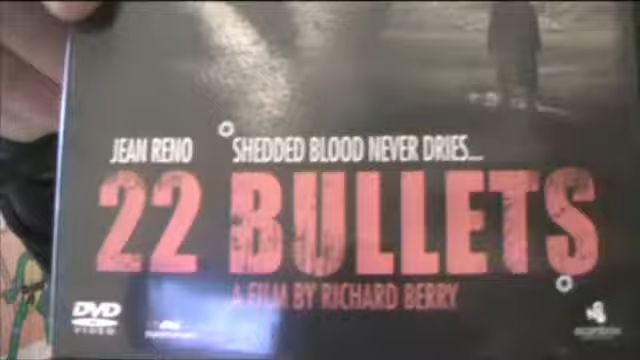 JEAN RENO
SHEDDED BLOOD NEVER DRIES...
22 BULLETS
A FILM BY RICHARD BERRY
DVD
VIDEO